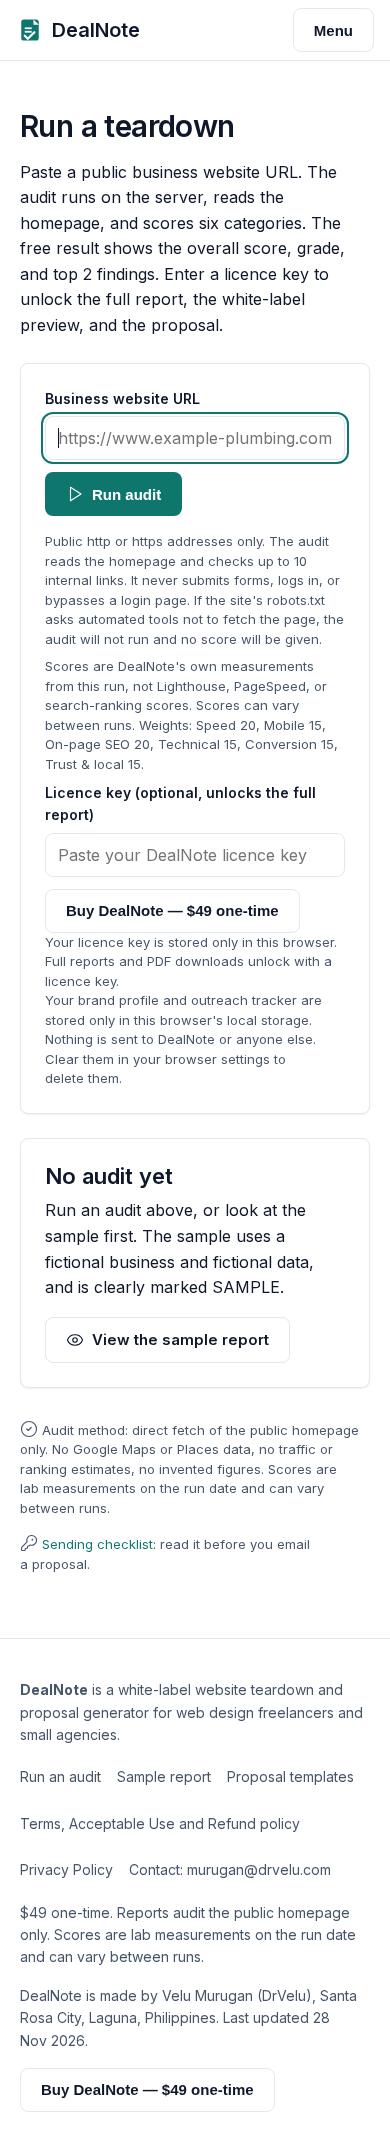 DealNote
Menu
Run a teardown
Paste a public business website URL. The
audit runs on the server, reads the
homepage, and scores six categories. The
free result shows the overall score, grade,
and top 2 findings. Enter a licence key to
unlock the full report, the white-label
preview, and the proposal.
Business website URL
https://www.example-plumbing.com
Run audit
Public http or https addresses only. The audit
reads the homepage and checks up to 10
internal links. It never submits forms, logs in, or
bypasses a login page. If the site's robots.txt
asks automated tools not to fetch the page, the
audit will not run and no score will be given.
Scores are DealNote's own measurements
from this run, not Lighthouse, PageSpeed, or
search-ranking scores. Scores can vary
between runs. Weights: Speed 20, Mobile 15,
On-page SEO 20, Technical 15, Conversion 15,
Trust & local 15.
Licence key (optional, unlocks the full
report)
Paste your DealNote licence key
Buy DealNote — $49 one-time
Your licence key is stored only in this browser.
Full reports and PDF downloads unlock with a
licence key.
Your brand profile and outreach tracker are
stored only in this browser's local storage.
Nothing is sent to DealNote or anyone else.
Clear them in your browser settings to
delete them.
No audit yet
Run an audit above, or look at the
sample first. The sample uses a
fictional business and fictional data,
and is clearly marked SAMPLE.
View the sample report
Audit method: direct fetch of the public homepage
only. No Google Maps or Places data, no traffic or
ranking estimates, no invented figures. Scores are
lab measurements on the run date and can vary
between runs.
Sending checklist: read it before you email
a proposal.
DealNote is a white-label website teardown and
proposal generator for web design freelancers and
small agencies.
Run an audit Sample report Proposal templates
Terms, Acceptable Use and Refund policy
Privacy Policy Contact: murugan@drvelu.com
$49 one-time. Reports audit the public homepage
only. Scores are lab measurements on the run date
and can vary between runs.
DealNote is made by Velu Murugan (DrVelu), Santa
Rosa City, Laguna, Philippines. Last updated 28
Nov 2026.
Buy DealNote — $49 one-time